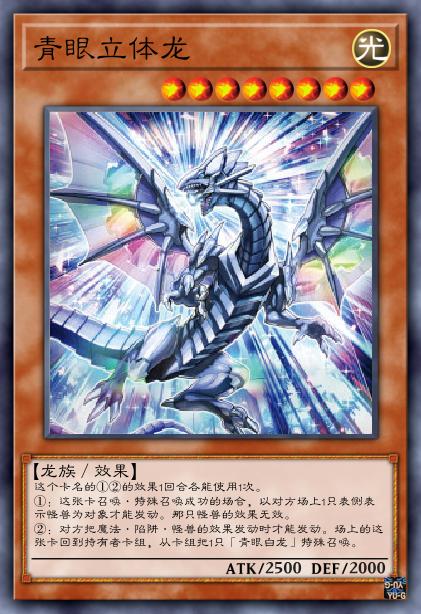 青眼立体龙
光
【龙族／效果】
这个卡名的①②的效果1回合各能使用1次。
①：这张卡召唤·特殊召唤成功的场合，以对方场上1只表侧表
示怪兽为对象才能发动。那只怪兽的效果无效。
②：对方把魔法·陷阱·怪兽的效果发动时才能发动。场上的这
张卡回到持有者卡组，从卡组把1只「青眼白龙」特殊召唤。
ATK/2500 DEF/2000